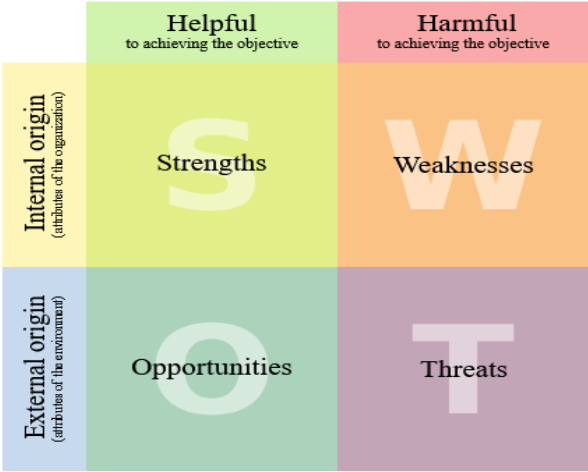 Helpful
to achieving the objective
Harmful
to achieving the objective
Internal origin
(attributes of the organization)
S
Strengths
W
Weaknesses
External origin
(attributes of the environment)
O
Opportunities
T
Threats